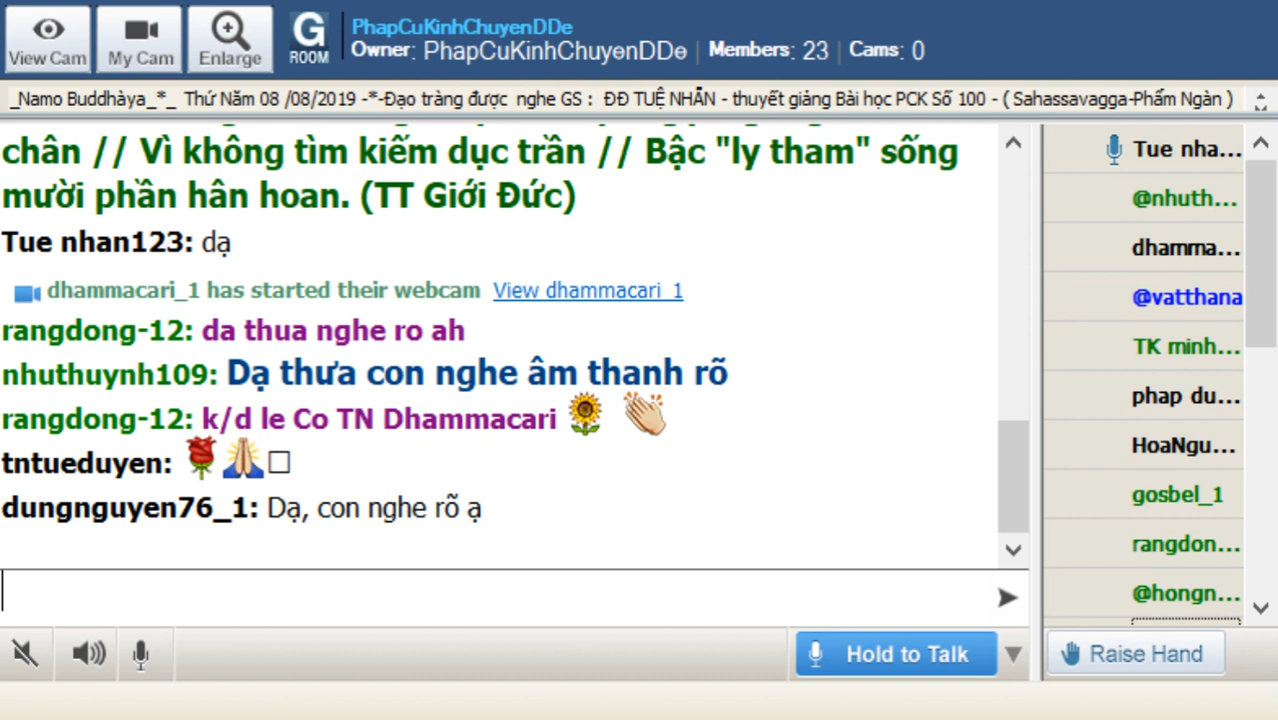 PhapCuKinhChuyenDDe
View Cam My Cam Enlarge G ROOM Owner: PhapCuKinhChuyenDDe | Members: 23 | Cams: 0
_Namo Buddhàya_*_ Thứ Năm 08 /08/2019 -*-Đạo tràng được nghe GS : ĐĐ TUỆ NHẪN - thuyết giảng Bài học PCK Số 100 - ( Sahassavagga-Phẩm Ngàn )
chân // Vì không tìm kiếm dục trần // Bậc "ly tham" sống
mười phần hân hoan. (TT Giới Đức)
Tue nhan123: dạ
dhammacari_1 has started their webcam View dhammacari_1
rangdong-12: da thua nghe ro ah
nhuthuynh109: Dạ thưa con nghe âm thanh rõ
rangdong-12: k/d le Co TN Dhammacari
tntueduyen:
dungnguyen76_1: Dạ, con nghe rõ ạ
Tue nha...
@nhuth...
dhamma...
@vatthana
TK minh...
phap du...
HoaNgu...
gosbel_1
rangdon...
@hongn...
Hold to Talk
Raise Hand